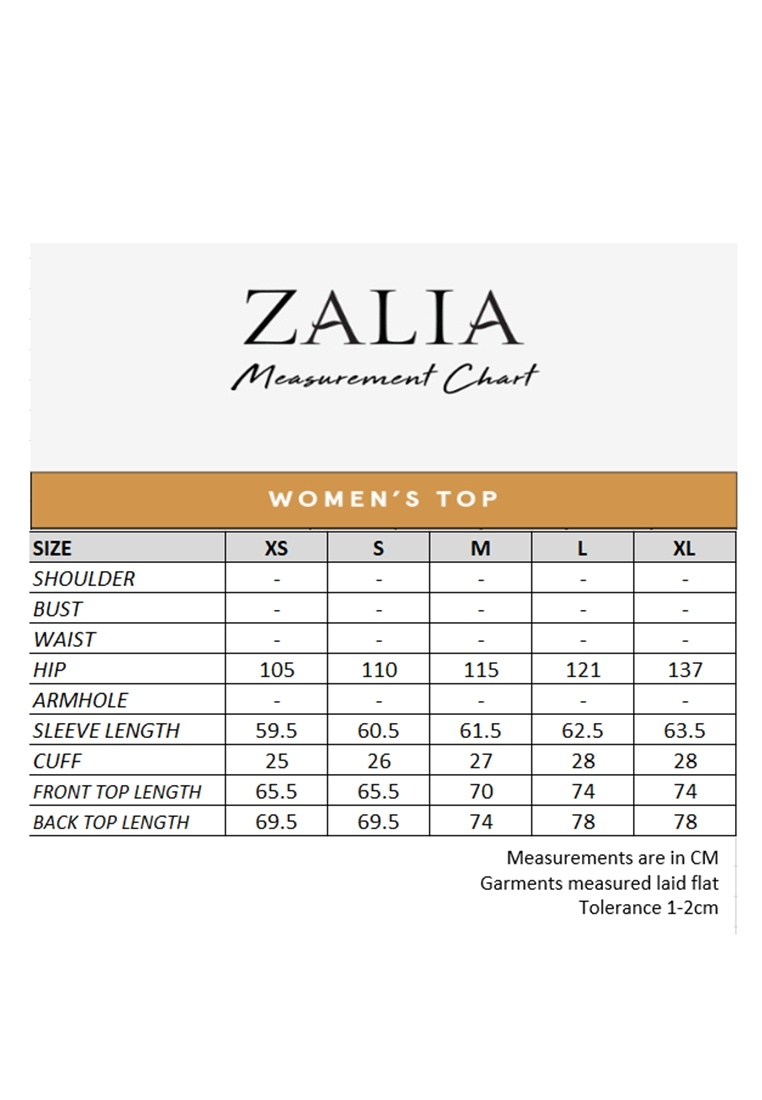 ZALIA
Measurement Chart
WOMEN'S TOP
SIZE XS S M L XL
SHOULDER - - - - -
BUST - - - - -
WAIST - - - - -
HIP 105 110 115 121 137
ARMHOLE - - - - -
SLEEVE LENGTH 59.5 60.5 61.5 62.5 63.5
CUFF 25 26 27 28 28
FRONT TOP LENGTH 65.5 65.5 70 74 74
BACK TOP LENGTH 69.5 69.5 74 78 78
Measurements are in CM
Garments measured laid flat
Tolerance 1-2cm